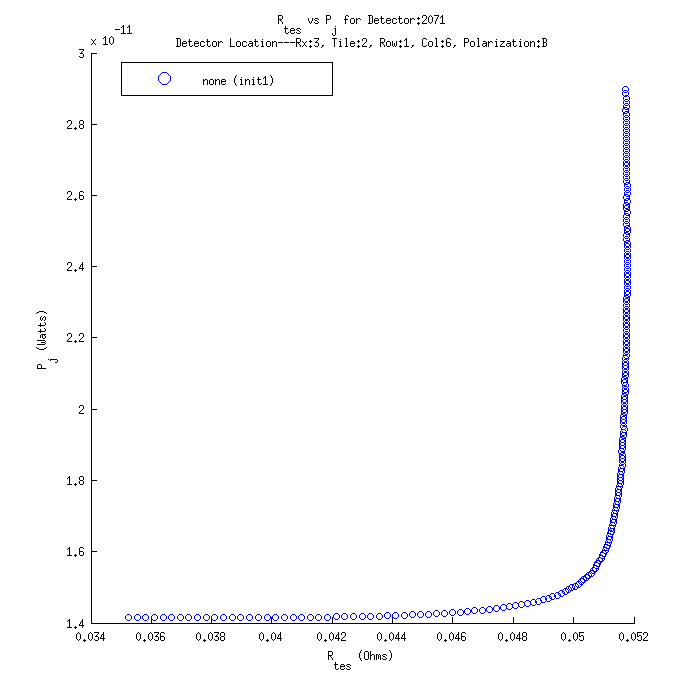 R_tes vs P_j for Detector:2071
Detector Location---Rx:3, Tile:2, Row:1, Col:6, Polarization:B
x 10^-11
none (init1)
3
2.8
2.6
2.4
2.2
2
1.8
1.6
1.4
P_j (Watts)
0.034 0.036 0.038 0.04 0.042 0.044 0.046 0.048 0.05 0.052
R_tes (Ohms)